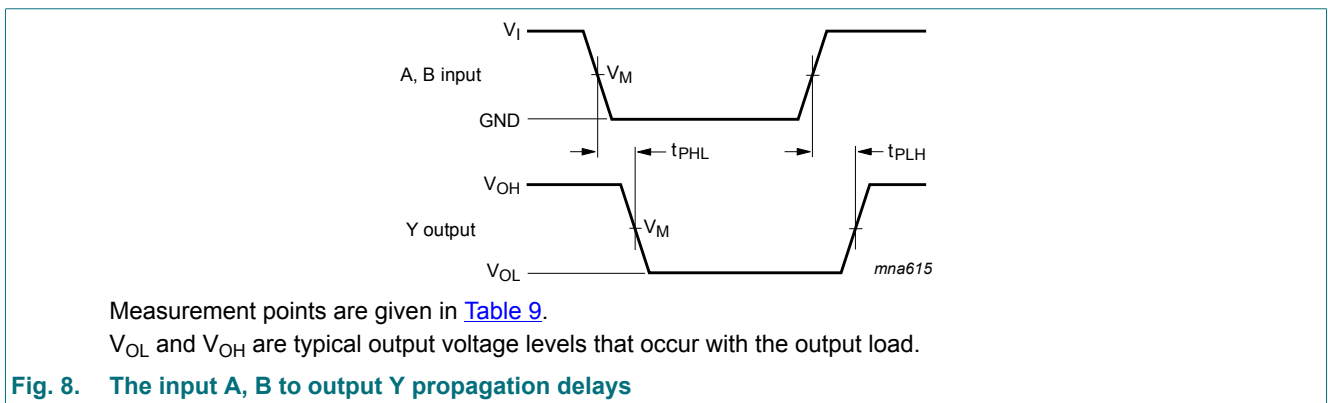 V_I
A, B input
V_M
GND
t_PHL
t_PLH
V_OH
Y output
V_M
V_OL
mna615
Measurement points are given in Table 9.
V_OL and V_OH are typical output voltage levels that occur with the output load.
Fig. 8. The input A, B to output Y propagation delays